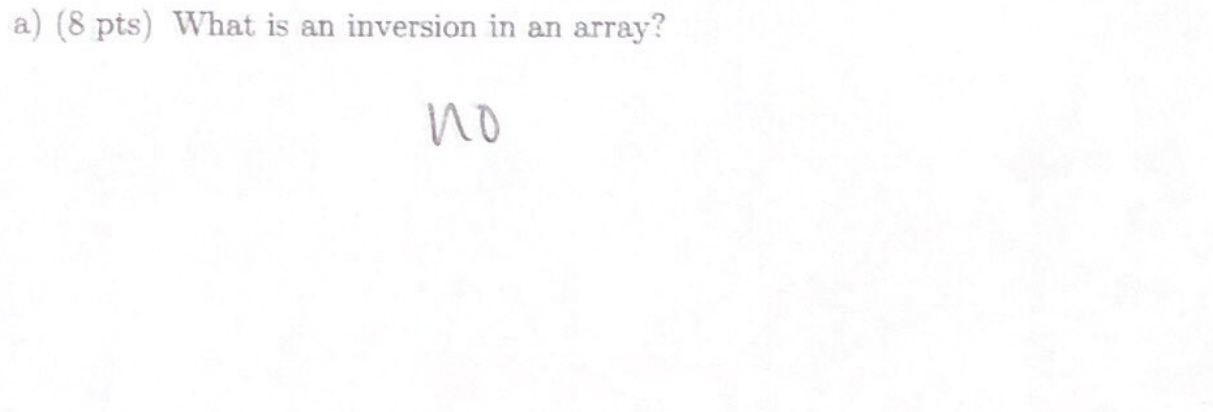 a) (8 pts) What is an inversion in an array?
no